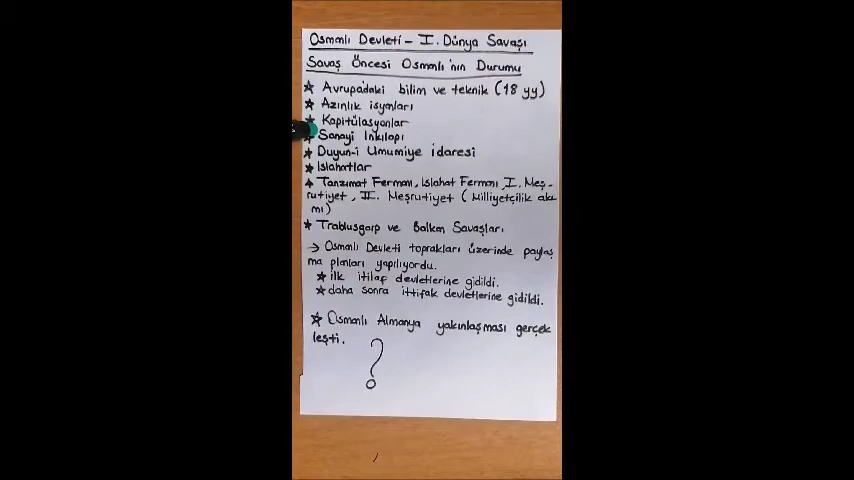 Osmanlı Devleti - I. Dünya Savaşı
Savaş Öncesi Osmanlı'nın Durumu
* Avrupa'daki bilim ve teknik (18 yy)
* Azınlık isyanları
* Kapitülasyonlar
* Sanayi İnkılapı
* Duyun-i Umumiye idaresi
* Islahatlar
* Tanzimat Fermanı, Islahat Fermanı, I. Meş-
rutiyet, II. Meşrutiyet (Milliyetçilik akı
mı)
* Trablusgarp ve Balkan Savaşları
→ Osmanlı Devleti toprakları üzerinde paylaş
ma planları yapılıyordu.
* ilk itilaf devletlerine gidildi.
* daha sonra ittifak devletlerine gidildi.
* Osmanlı Almanya yakınlaşması gerçek
leşti.
?